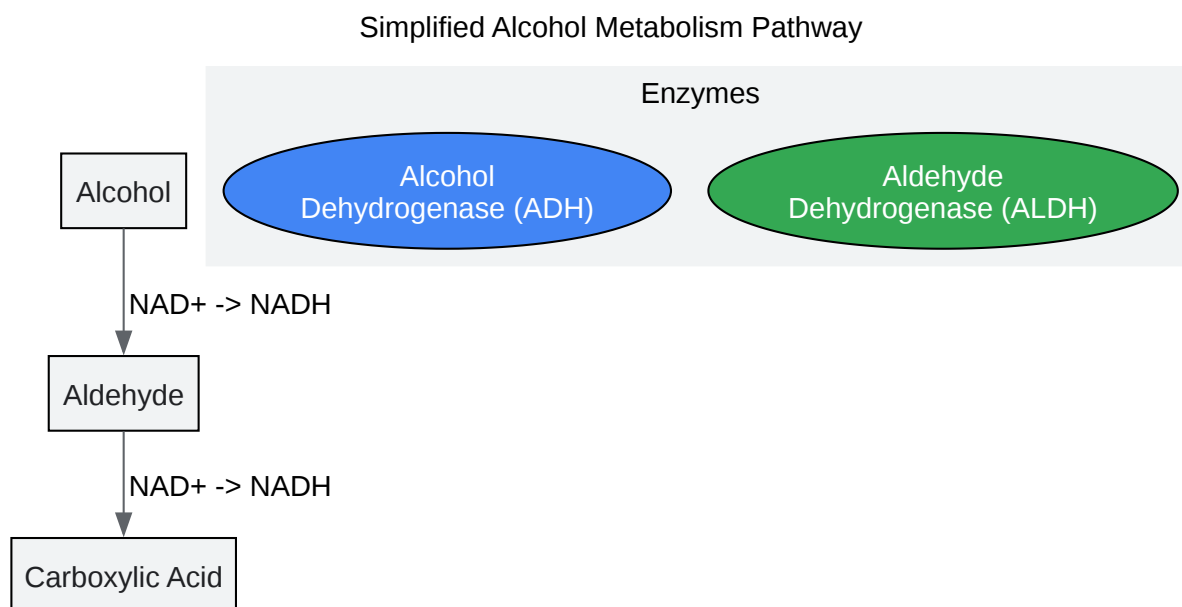 Simplified Alcohol Metabolism Pathway
Enzymes
Alcohol
Alcohol
Dehydrogenase (ADH)
Aldehyde
Dehydrogenase (ALDH)
NAD+ -> NADH
Aldehyde
NAD+ -> NADH
Carboxylic Acid